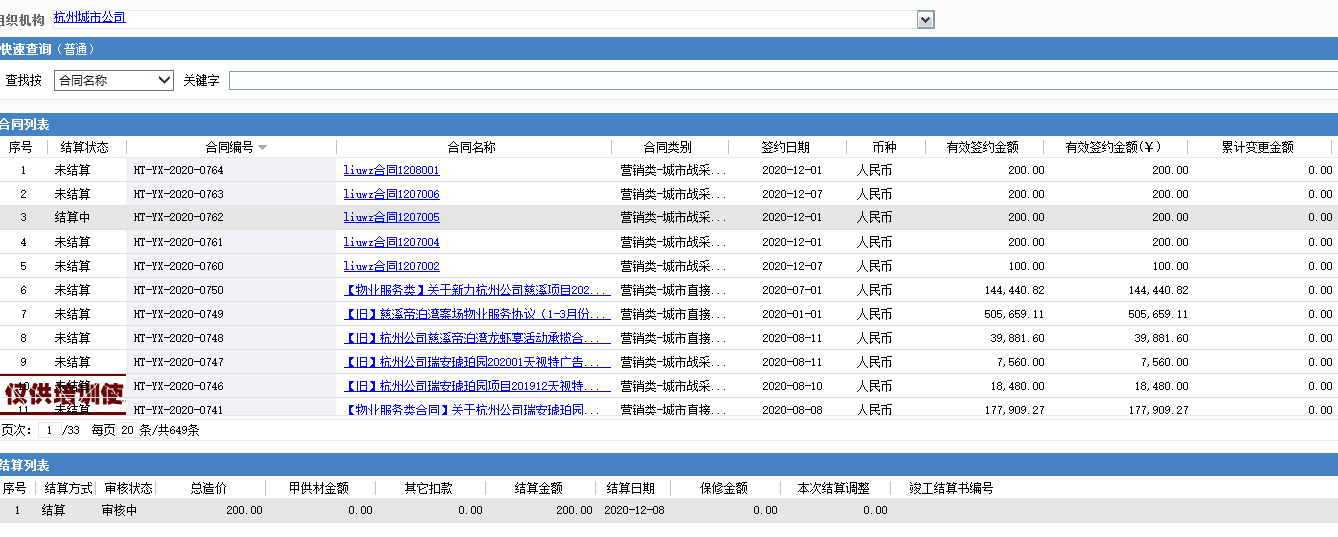 组织机构 杭州城市公司
快速查询（普通）
查找按 合同名称 关键字
合同列表
序号 结算状态 合同编号 合同名称 合同类别 签约日期 币种 有效签约金额 有效签约金额(￥) 累计变更金额
1 未结算 HT-YX-2020-0764 liuwz合同1208001 营销类-城市战采... 2020-12-01 人民币 200.00 200.00 0.00
2 未结算 HT-YX-2020-0763 liuwz合同1207006 营销类-城市战采... 2020-12-07 人民币 200.00 200.00 0.00
3 结算中 HT-YX-2020-0762 liuwz合同1207005 营销类-城市战采... 2020-12-01 人民币 200.00 200.00 0.00
4 未结算 HT-YX-2020-0761 liuwz合同1207004 营销类-城市战采... 2020-12-01 人民币 200.00 200.00 0.00
5 未结算 HT-YX-2020-0760 liuwz合同1207002 营销类-城市战采... 2020-12-07 人民币 100.00 100.00 0.00
6 未结算 HT-YX-2020-0750 【物业服务类】关于新力杭州公司慈溪项目202... 营销类-城市直接... 2020-07-01 人民币 144,440.82 144,440.82 0.00
7 未结算 HT-YX-2020-0749 【旧】慈溪帝泊湾案场物业服务协议（1-3月份... 营销类-城市直接... 2020-01-01 人民币 505,659.11 505,659.11 0.00
8 未结算 HT-YX-2020-0748 【旧】杭州公司慈溪帝泊湾龙虾宴活动承揽合... 营销类-城市直接... 2020-08-11 人民币 39,881.60 39,881.60 0.00
9 未结算 HT-YX-2020-0747 【旧】杭州公司瑞安琥珀园202001天视特广告... 营销类-城市战采... 2020-08-11 人民币 7,560.00 7,560.00 0.00
10 未结算 HT-YX-2020-0746 【旧】杭州公司瑞安琥珀园项目201912天视特... 营销类-城市战采... 2020-08-10 人民币 18,480.00 18,480.00 0.00
仅供培训使
11 未结算 HT-YX-2020-0741 【物业服务类合同】关于杭州公司瑞安琥珀园... 营销类-城市直接... 2020-08-08 人民币 177,909.27 177,909.27 0.00
页次： 1 /33 每页 20 条/共649条
结算列表
序号 结算方式 审核状态 总造价 甲供材金额 其它扣款 结算金额 结算日期 保修金额 本次结算调整 竣工结算书编号
1 结算 审核中 200.00 0.00 0.00 200.00 2020-12-08 0.00 0.00